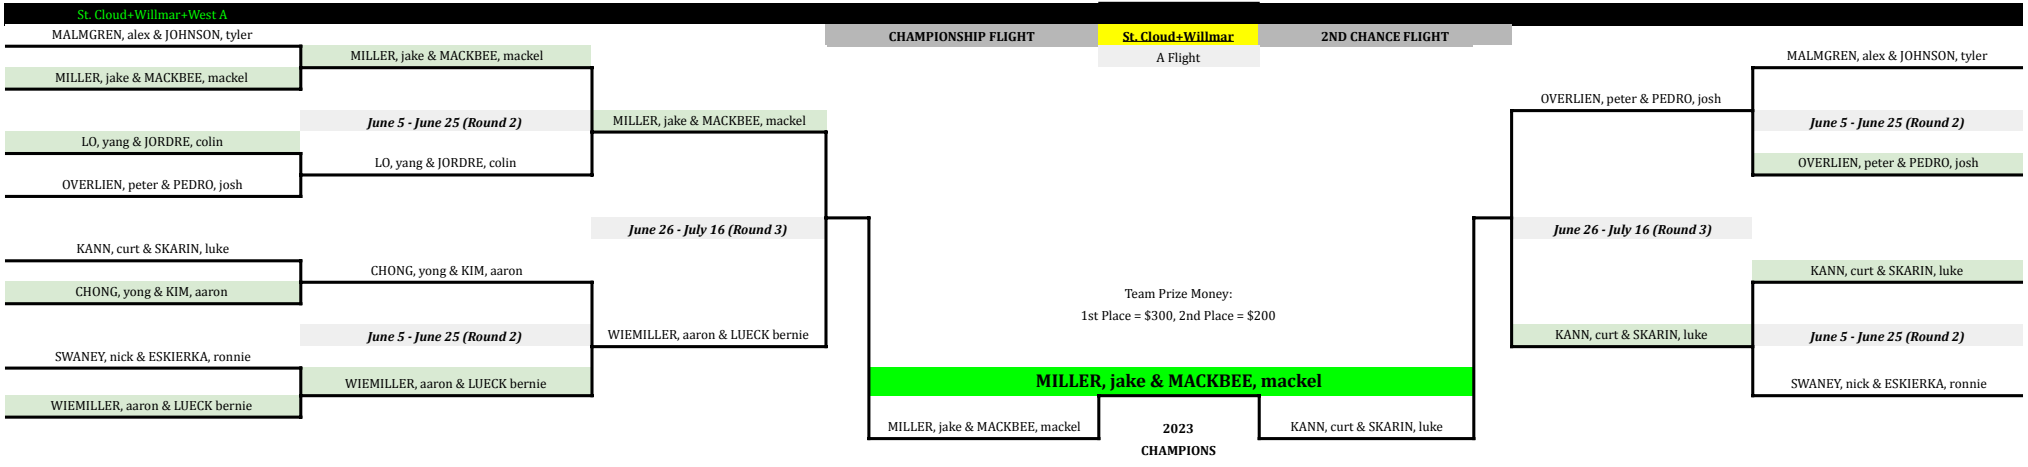 St. Cloud+Willmar+West A
CHAMPIONSHIP FLIGHT
St. Cloud+Willmar
2ND CHANCE FLIGHT
A Flight
MALMGREN, alex & JOHNSON, tyler
MILLER, jake & MACKBEE, mackel
LO, yang & JORDRE, colin
OVERLIEN, peter & PEDRO, josh
KANN, curt & SKARIN, luke
CHONG, yong & KIM, aaron
SWANEY, nick & ESKIERKA, ronnie
WIEMILLER, aaron & LUECK bernie
MILLER, jake & MACKBEE, mackel
June 5 - June 25 (Round 2)
LO, yang & JORDRE, colin
CHONG, yong & KIM, aaron
June 5 - June 25 (Round 2)
WIEMILLER, aaron & LUECK bernie
MILLER, jake & MACKBEE, mackel
June 26 - July 16 (Round 3)
WIEMILLER, aaron & LUECK bernie
Team Prize Money:
1st Place = $300, 2nd Place = $200
MILLER, jake & MACKBEE, mackel
MILLER, jake & MACKBEE, mackel
2023
CHAMPIONS
KANN, curt & SKARIN, luke
OVERLIEN, peter & PEDRO, josh
June 26 - July 16 (Round 3)
KANN, curt & SKARIN, luke
MALMGREN, alex & JOHNSON, tyler
June 5 - June 25 (Round 2)
OVERLIEN, peter & PEDRO, josh
KANN, curt & SKARIN, luke
June 5 - June 25 (Round 2)
SWANEY, nick & ESKIERKA, ronnie